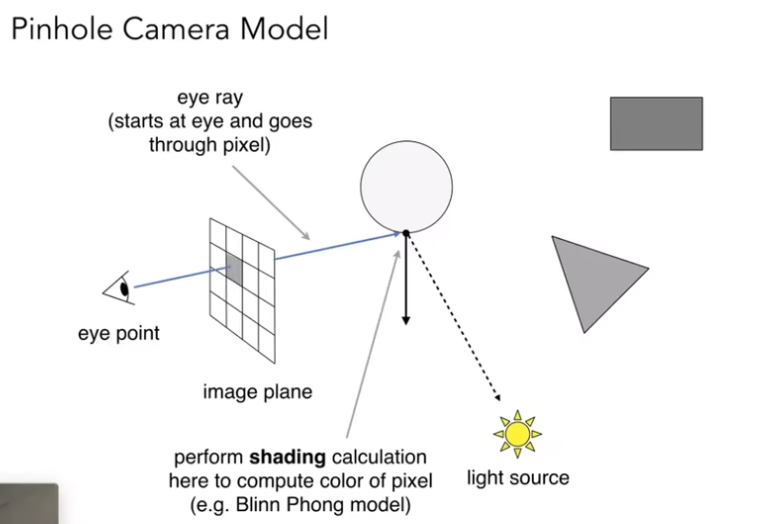 Pinhole Camera Model
eye ray
(starts at eye and goes
through pixel)
eye point
image plane
perform shading calculation
here to compute color of pixel
(e.g. Blinn Phong model)
light source